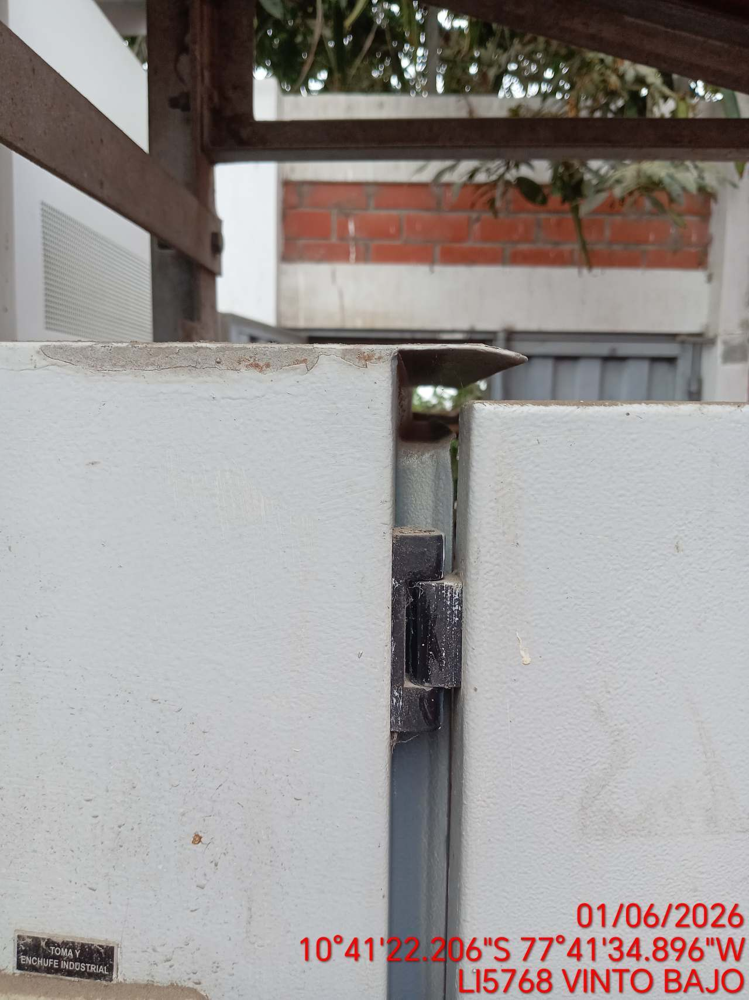 TOMA Y
ENCHUFE INDUSTRIAL
01/06/2026
10°41'22.206"S 77°41'34.896"W
LI5768 VINTO BAJO